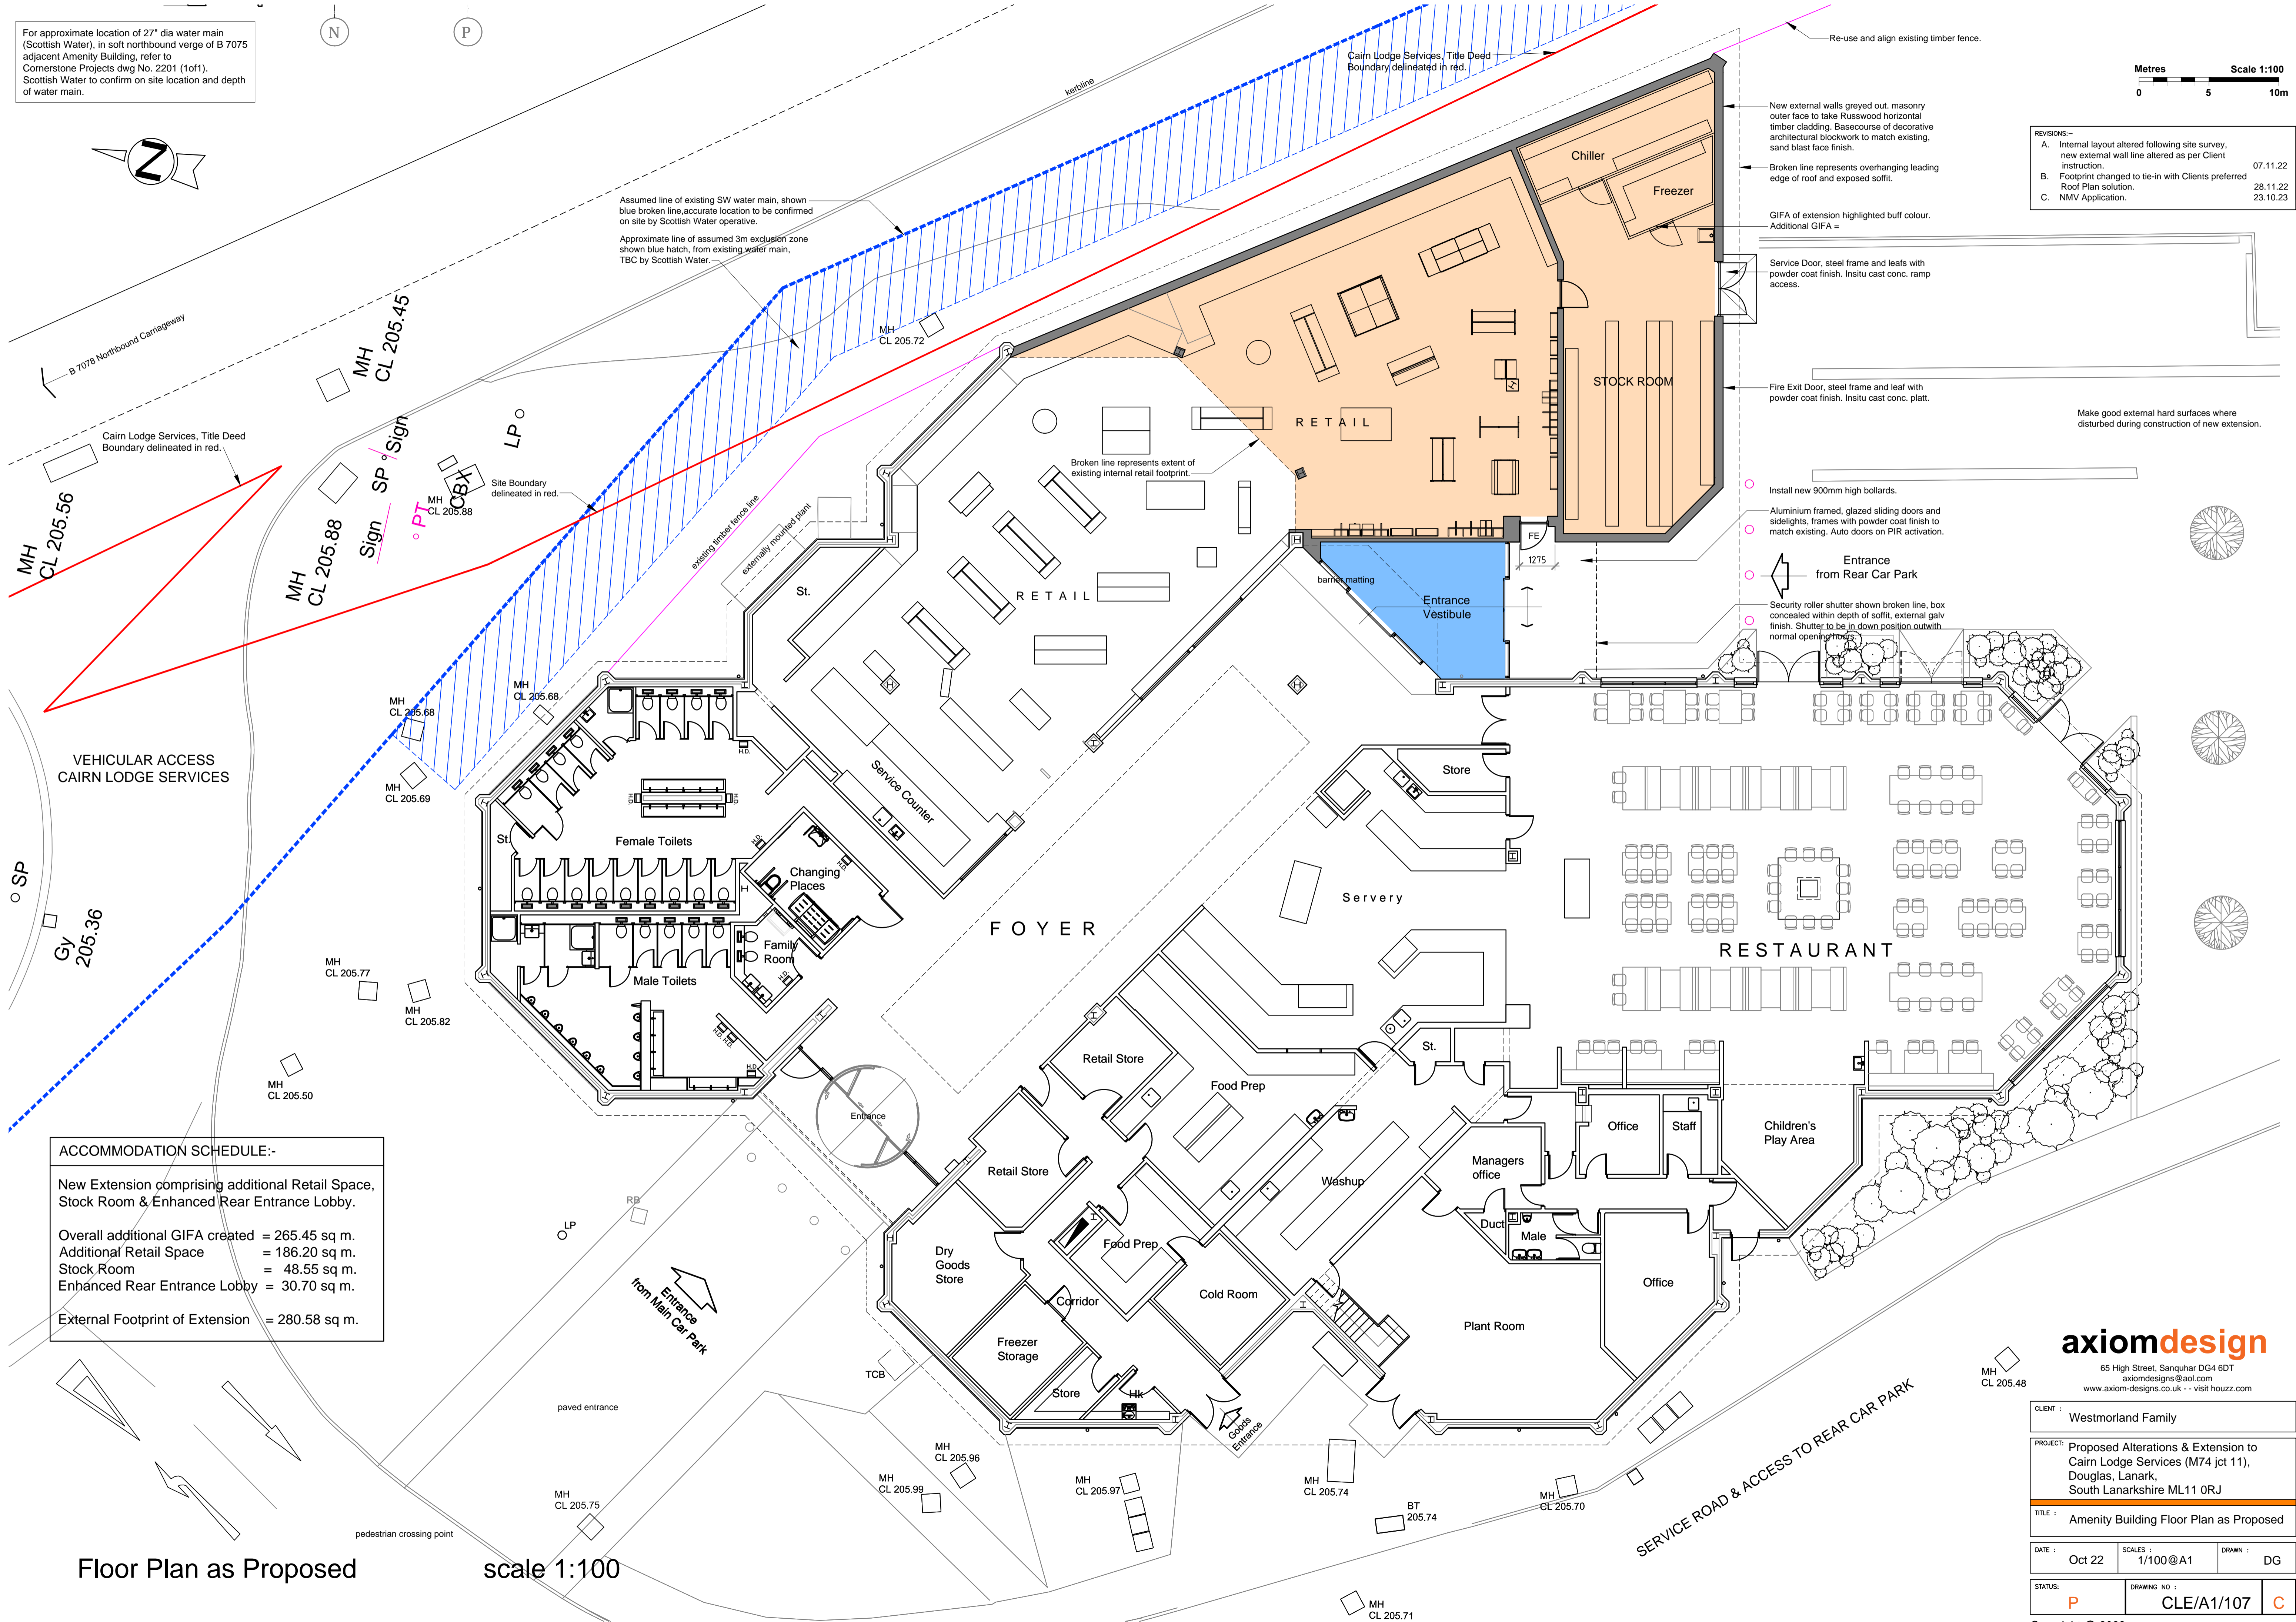 For approximate location of 27" dia water main
(Scottish Water), in soft northbound verge of B 7075
adjacent Amenity Building, refer to
Cornerstone Projects dwg No. 2201 (1of1).
Scottish Water to confirm on site location and depth
of water main.
N
P
Z
kerbline
Cairn Lodge Services, Title Deed
Boundary delineated in red.
Re-use and align existing timber fence.
Metres Scale 1:100
0 5 10m
New external walls greyed out. masonry
outer face to take Russwood horizontal
timber cladding. Basecourse of decorative
architectural blockwork to match existing,
sand blast face finish.
Broken line represents overhanging leading
edge of roof and exposed soffit.
GIFA of extension highlighted buff colour.
Additional GIFA =
Service Door, steel frame and leafs with
powder coat finish. Insitu cast conc. ramp
access.
Fire Exit Door, steel frame and leaf with
powder coat finish. Insitu cast conc. platt.
Make good external hard surfaces where
disturbed during construction of new extension.
Install new 900mm high bollards.
Aluminium framed, glazed sliding doors and
sidelights, frames with powder coat finish to
match existing. Auto doors on PIR activation.
Entrance
from Rear Car Park
Security roller shutter shown broken line, box
concealed within depth of soffit, external galv
finish. Shutter to be in down position outwith
normal opening hours.
REVISIONS:–
A. Internal layout altered following site survey,
new external wall line altered as per Client
instruction. 07.11.22
B. Footprint changed to tie-in with Clients preferred
Roof Plan solution. 28.11.22
C. NMV Application. 23.10.23
Assumed line of existing SW water main, shown
blue broken line,accurate location to be confirmed
on site by Scottish Water operative.
Approximate line of assumed 3m exclusion zone
shown blue hatch, from existing water main,
TBC by Scottish Water.
B 7078 Northbound Carriageway
MH
CL 205.45
MH
CL 205.72
Cairn Lodge Services, Title Deed
Boundary delineated in red.
MH
CL 205.56
MH
CL 205.88
SP
Sign
Sign
PT
CBX
MH
CL 205.88
LP
Site Boundary
delineated in red.
existing timber fence line
externally mounted plant
Broken line represents extent of
existing internal retail footprint.
Chiller
Freezer
STOCK ROOM
RETAIL
FE
1275
barrier matting
Entrance
Vestibule
RETAIL
St.
Service Counter
MH
CL 205.68
MH
CL 205.68
MH
CL 205.69
VEHICULAR ACCESS
CAIRN LODGE SERVICES
SP
Gy
205.36
St.
Female Toilets
H.D.
H.D.
H.D.
H.D.
H.D.
Changing
Places
Family
Room
H.D.
Male Toilets
H.D.
H.D.
H.D.
FOYER
Servery
Store
RESTAURANT
MH
CL 205.77
MH
CL 205.82
MH
CL 205.50
Entrance
Retail Store
Retail Store
Food Prep
St.
Washup
Managers
office
Office
Staff
Children's
Play Area
Duct
Male
Office
Plant Room
Dry
Goods
Store
Food Prep
Corridor
Cold Room
Freezer
Storage
Store
Hk
Goods
Entrance
RB
LP
Entrance
from Main Car Park
TCB
paved entrance
pedestrian crossing point
ACCOMMODATION SCHEDULE:-
New Extension comprising additional Retail Space,
Stock Room & Enhanced Rear Entrance Lobby.
Overall additional GIFA created = 265.45 sq m.
Additional Retail Space = 186.20 sq m.
Stock Room = 48.55 sq m.
Enhanced Rear Entrance Lobby = 30.70 sq m.
External Footprint of Extension = 280.58 sq m.
MH
CL 205.75
MH
CL 205.96
MH
CL 205.99
MH
CL 205.97
MH
CL 205.74
BT
205.74
MH
CL 205.70
MH
CL 205.71
MH
CL 205.48
SERVICE ROAD & ACCESS TO REAR CAR PARK
Floor Plan as Proposed scale 1:100
axiomdesign
65 High Street, Sanquhar DG4 6DT
axiomdesigns@aol.com
www.axiom-designs.co.uk - - visit houzz.com
CLIENT : Westmorland Family
PROJECT: Proposed Alterations & Extension to
Cairn Lodge Services (M74 jct 11),
Douglas, Lanark,
South Lanarkshire ML11 0RJ
TITLE : Amenity Building Floor Plan as Proposed
DATE : Oct 22 SCALES : 1/100@A1 DRAWN : DG
STATUS: P DRAWING NO : CLE/A1/107 C